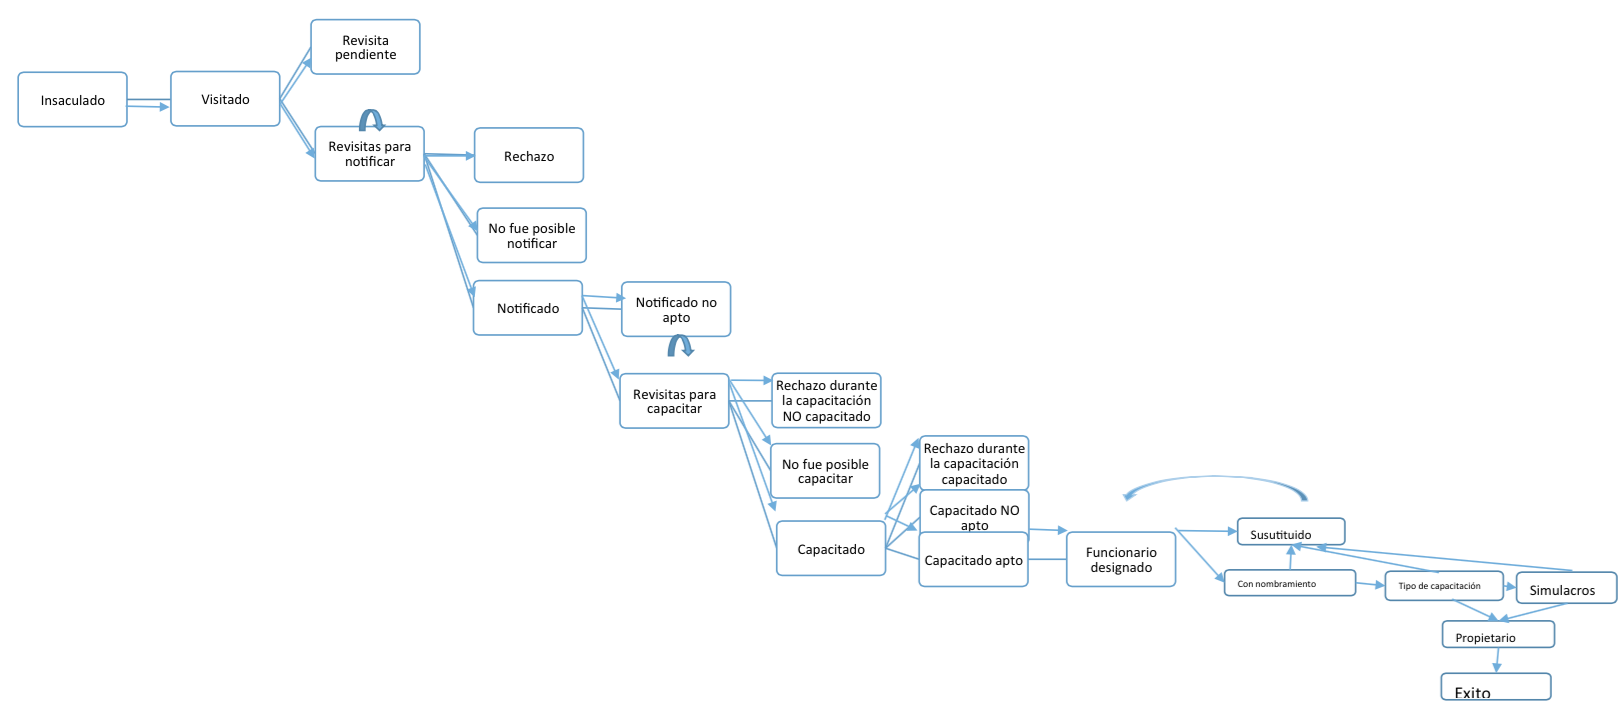 Revisita
pendiente
Insaculado
Visitado
Revisitas para
notificar
Rechazo
No fue posible
notificar
Notificado
Notificado no
apto
Revisitas para
capacitar
Rechazo durante
la capacitación
NO capacitado
No fue posible
capacitar
Capacitado
Rechazo durante
la capacitación
capacitado
Capacitado NO
apto
Capacitado apto
Funcionario
designado
Susutituido
Con nombramiento
Tipo de capacitación
Simulacros
Propietario
Exito